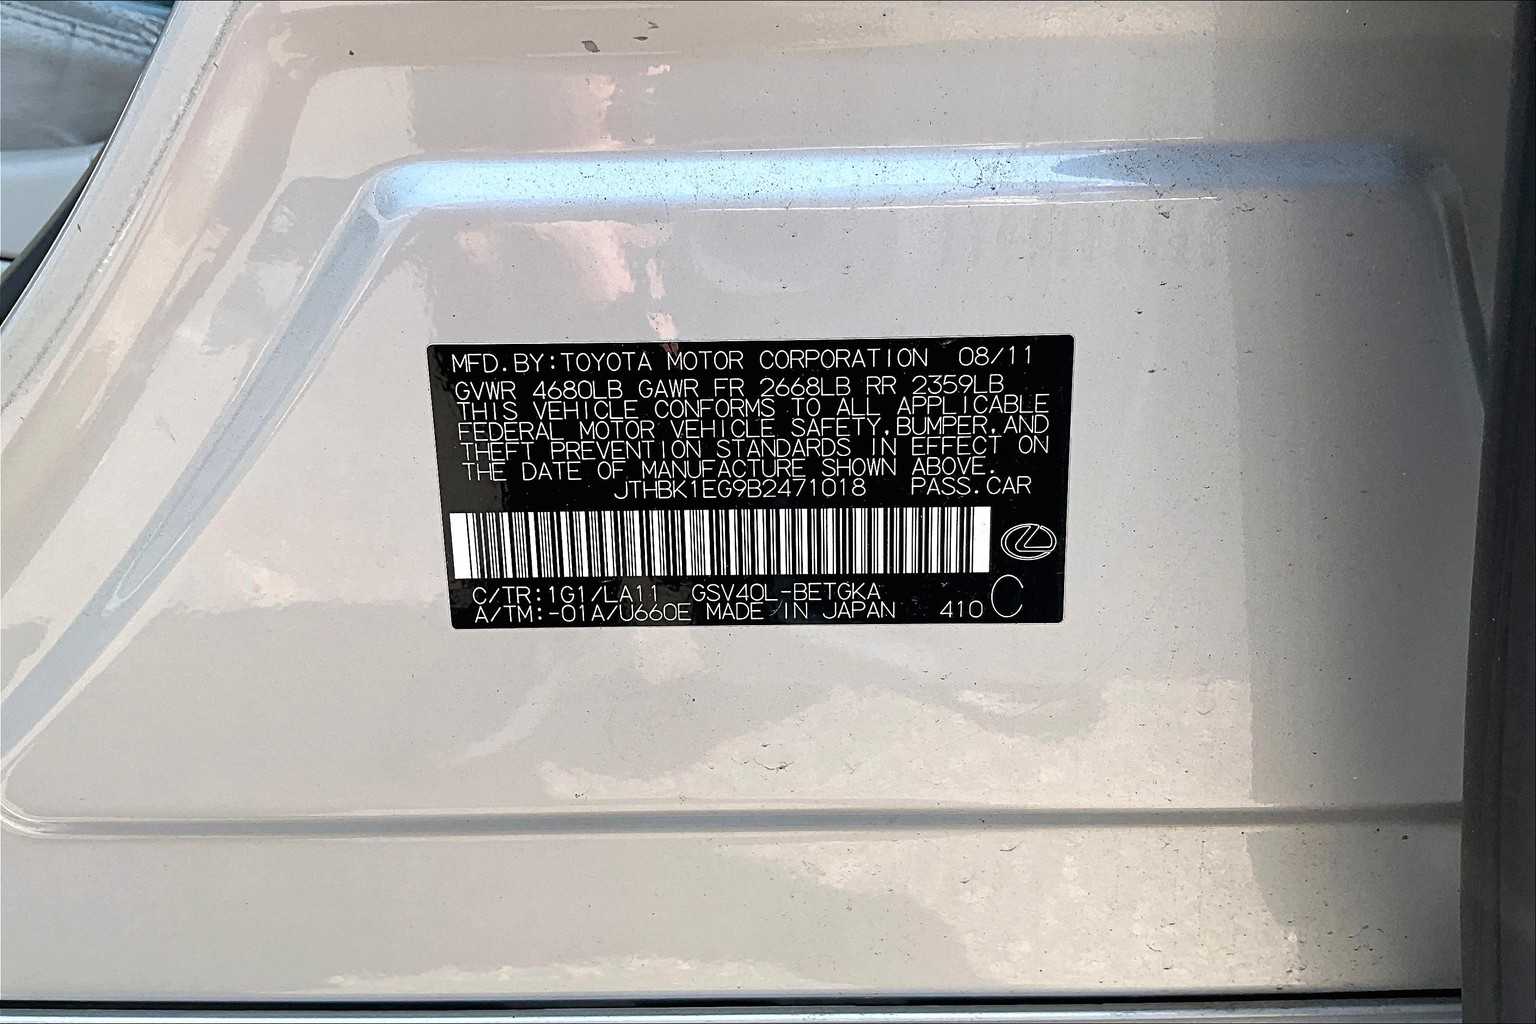 MFD.BY:TOYOTA MOTOR CORPORATION 08/11
GVWR 4680LB GAWR FR 2668LB RR 2359LB
THIS VEHICLE CONFORMS TO ALL APPLICABLE
FEDERAL MOTOR VEHICLE SAFETY,BUMPER,AND
THEFT PREVENTION STANDARDS IN EFFECT ON
THE DATE OF MANUFACTURE SHOWN ABOVE.
JTHBK1EG9B2471018 PASS.CAR
C/TR:1G1/LA11 GSV40L-BETGKA
A/TM:-01A/U660E MADE IN JAPAN 410 C